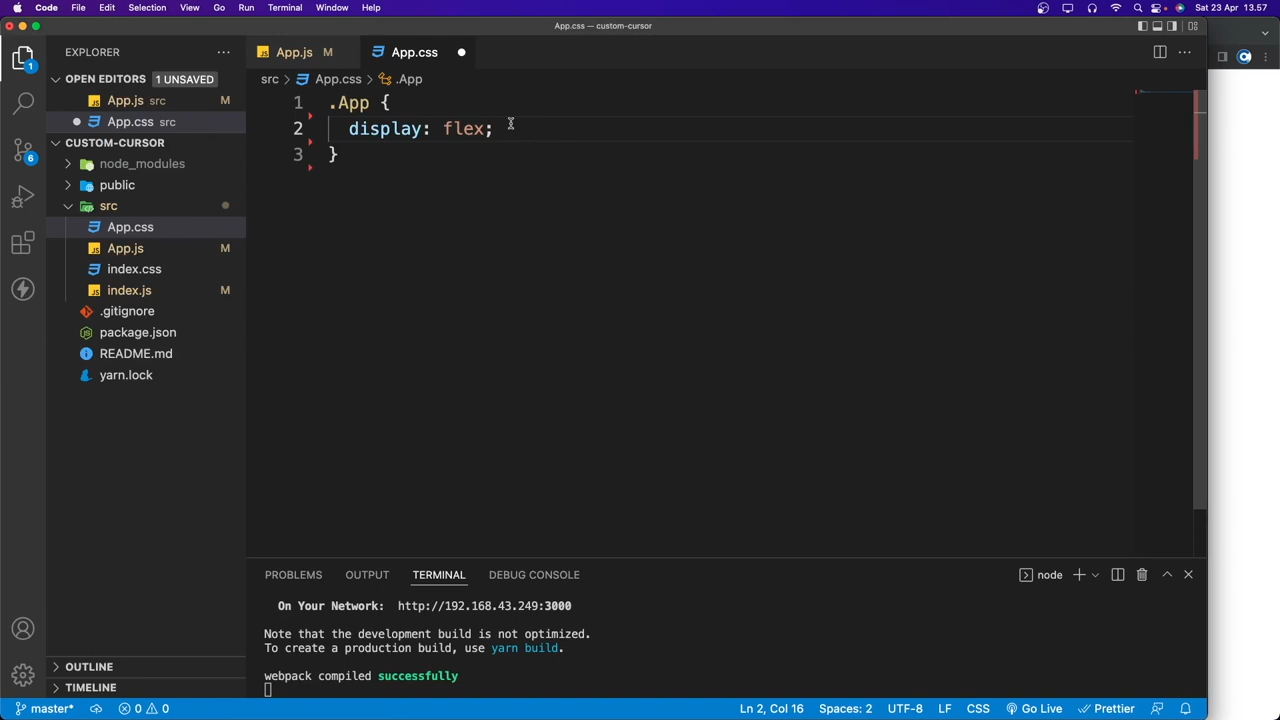 Code File Edit Selection View Go Run Terminal Window Help Sat 23 Apr 13.57
App.css — custom-cursor
EXPLORER
App.js M App.css
OPEN EDITORS 1 UNSAVED
src App.css .App
App.js src M
App.css src
CUSTOM-CURSOR
node_modules
public
src
App.css
App.js M
index.css
index.js M
.gitignore
package.json
README.md
yarn.lock
OUTLINE
TIMELINE
1
6
1 .App {
2 display: flex;
3 }
PROBLEMS OUTPUT TERMINAL DEBUG CONSOLE node
On Your Network: http://192.168.43.249:3000
Note that the development build is not optimized.
To create a production build, use yarn build.
webpack compiled successfully
master* 0 0 Ln 2, Col 16 Spaces: 2 UTF-8 LF CSS Go Live Prettier